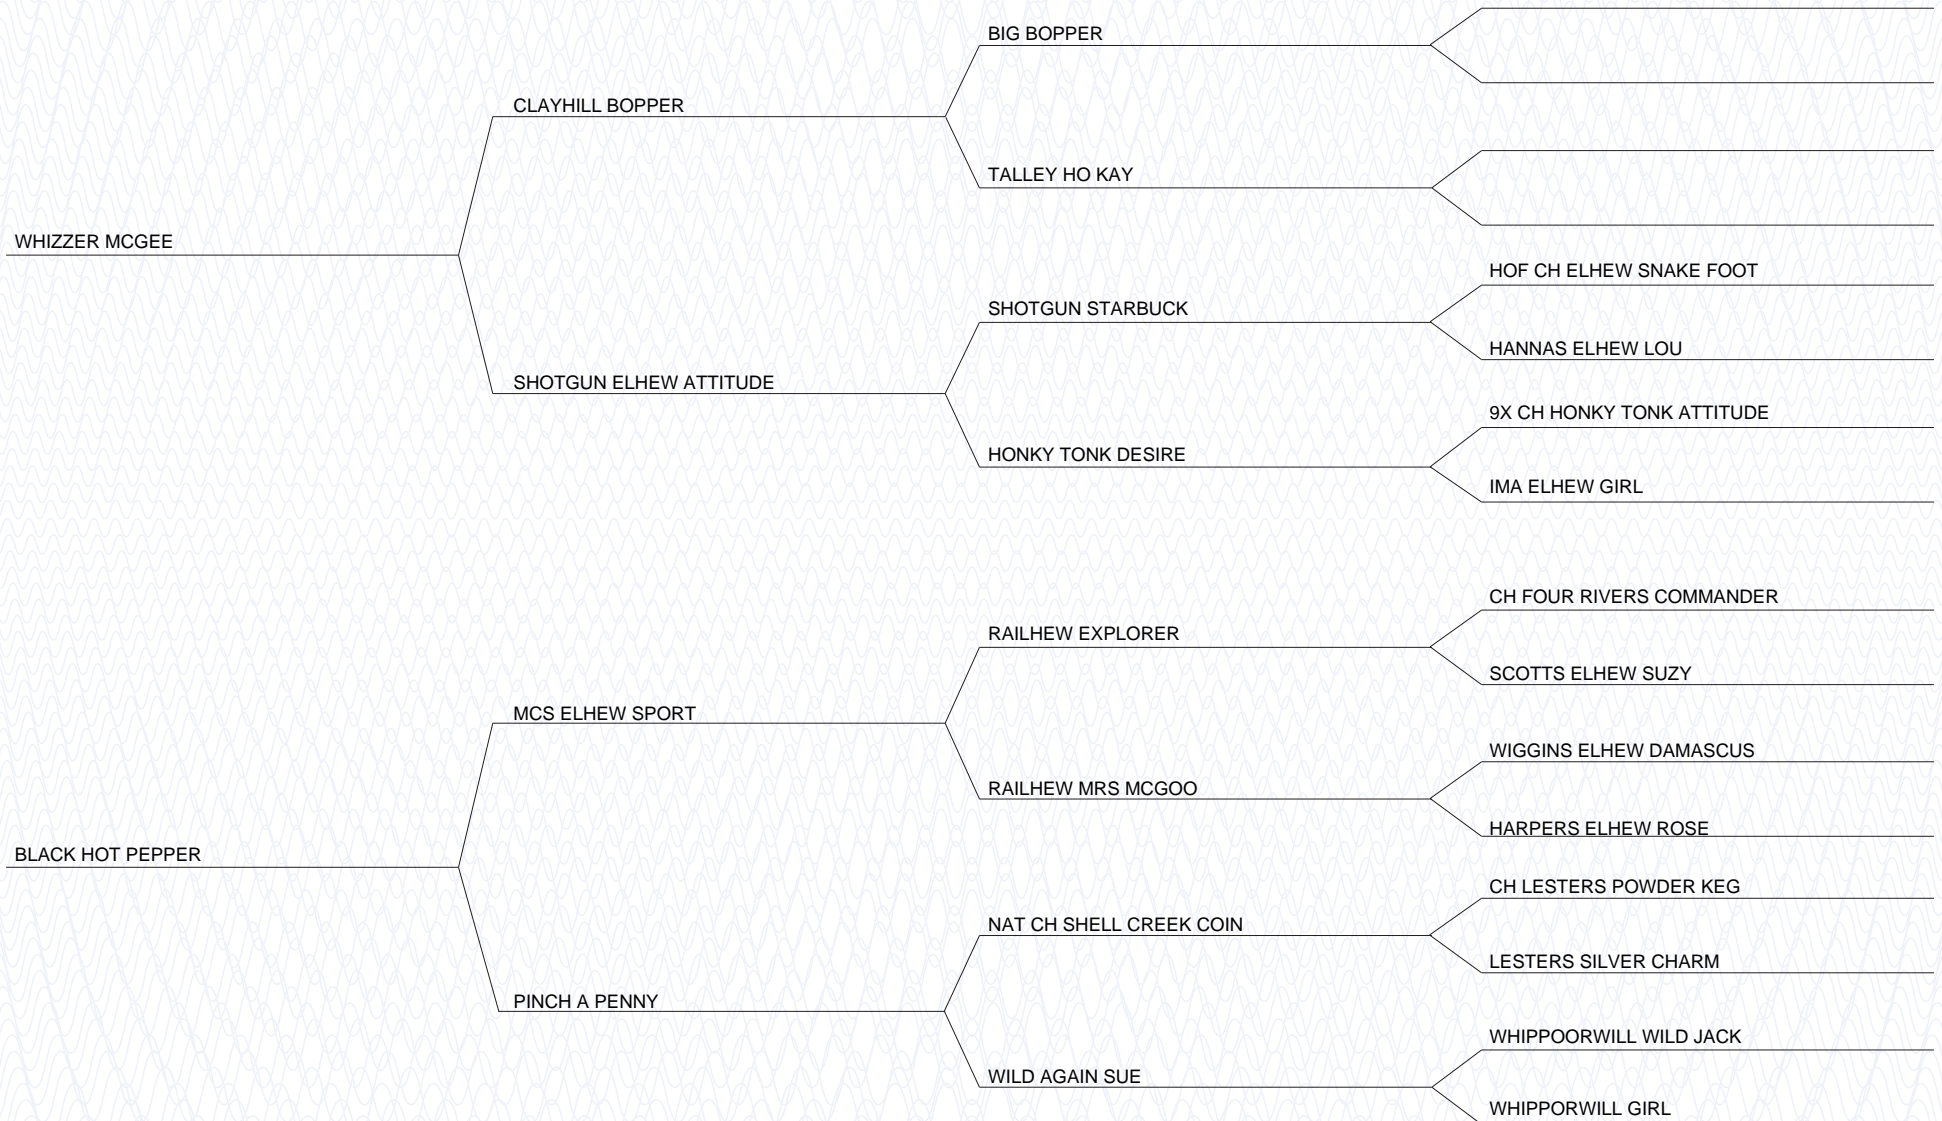 BIG BOPPER
CLAYHILL BOPPER
TALLEY HO KAY
WHIZZER MCGEE
HOF CH ELHEW SNAKE FOOT
SHOTGUN STARBUCK
HANNAS ELHEW LOU
SHOTGUN ELHEW ATTITUDE
9X CH HONKY TONK ATTITUDE
HONKY TONK DESIRE
IMA ELHEW GIRL
CH FOUR RIVERS COMMANDER
RAILHEW EXPLORER
SCOTTS ELHEW SUZY
MCS ELHEW SPORT
WIGGINS ELHEW DAMASCUS
RAILHEW MRS MCGOO
HARPERS ELHEW ROSE
BLACK HOT PEPPER
CH LESTERS POWDER KEG
NAT CH SHELL CREEK COIN
LESTERS SILVER CHARM
PINCH A PENNY
WHIPPOORWILL WILD JACK
WILD AGAIN SUE
WHIPPORWILL GIRL